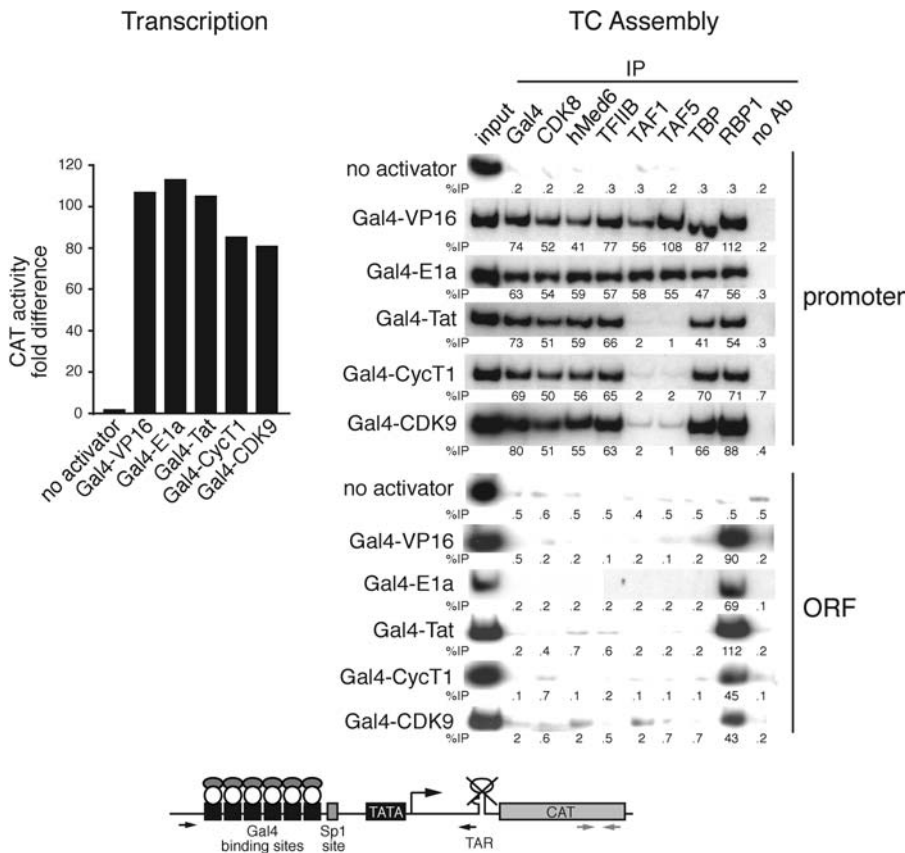 Transcription
TC Assembly
IP
input Gal4 CDK8 hMed6 TFIIB TAF1 TAF5 TBP RBP1 no Ab
CAT activity
fold difference
120
100
80
60
40
20
0
no activator
Gal4-VP16
Gal4-E1a
Gal4-Tat
Gal4-CycT1
Gal4-CDK9
no activator
%IP .2 .2 .2 .3 .3 .2 .3 .3 .2
Gal4-VP16
%IP 74 52 41 77 56 108 87 112 .2
Gal4-E1a
%IP 63 54 59 57 58 55 47 56 .3
Gal4-Tat
%IP 73 51 59 66 2 1 41 54 .3
Gal4-CycT1
%IP 69 50 56 65 2 2 70 71 .7
Gal4-CDK9
%IP 80 51 55 63 2 1 66 88 .4
promoter
no activator
%IP .5 .6 .5 .5 .4 .5 .5 .5 .5
Gal4-VP16
%IP .5 .2 .2 .1 .2 .1 .2 90 .2
Gal4-E1a
%IP .2 .2 .2 .2 .2 .2 .2 69 .1
Gal4-Tat
%IP .2 .4 .7 .6 .2 .2 .2 112 .2
Gal4-CycT1
%IP .1 .7 .1 .2 .1 .1 .1 45 .1
Gal4-CDK9
%IP 2 .6 2 .5 2 .7 .7 43 .2
ORF
TATA
CAT
Gal4
binding sites
Sp1
site
TAR